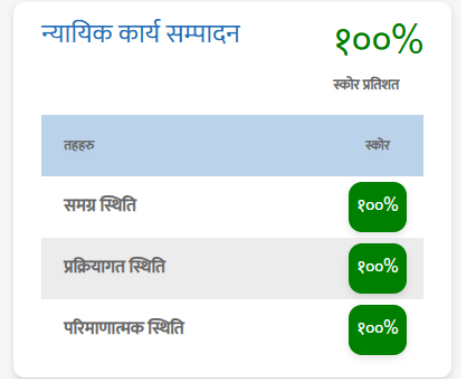 न्यायिक कार्य सम्पादन १००%
स्कोर प्रतिशत
तहहरु स्कोर
समग्र स्थिति १००%
प्रक्रियागत स्थिति १००%
परिमाणात्मक स्थिति १००%